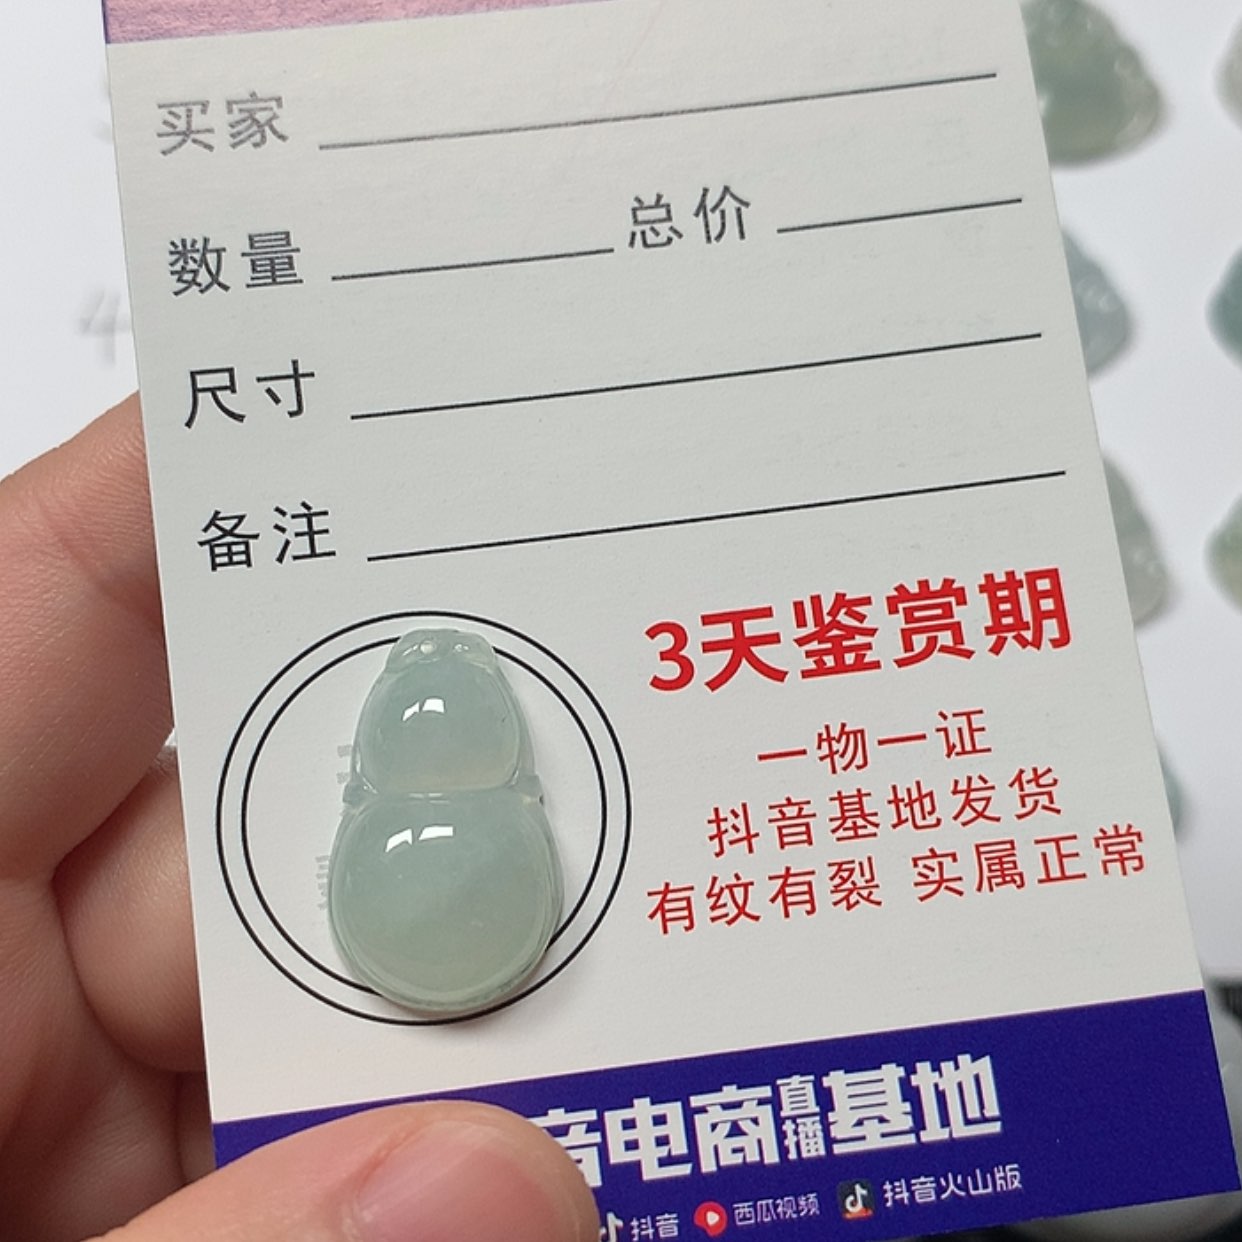 买家
数量 总价
尺寸
备注
3天鉴赏期
一物一证
抖音基地发货
有纹有裂 实属正常
音电商直播基地
抖音 西瓜视频 抖音火山版